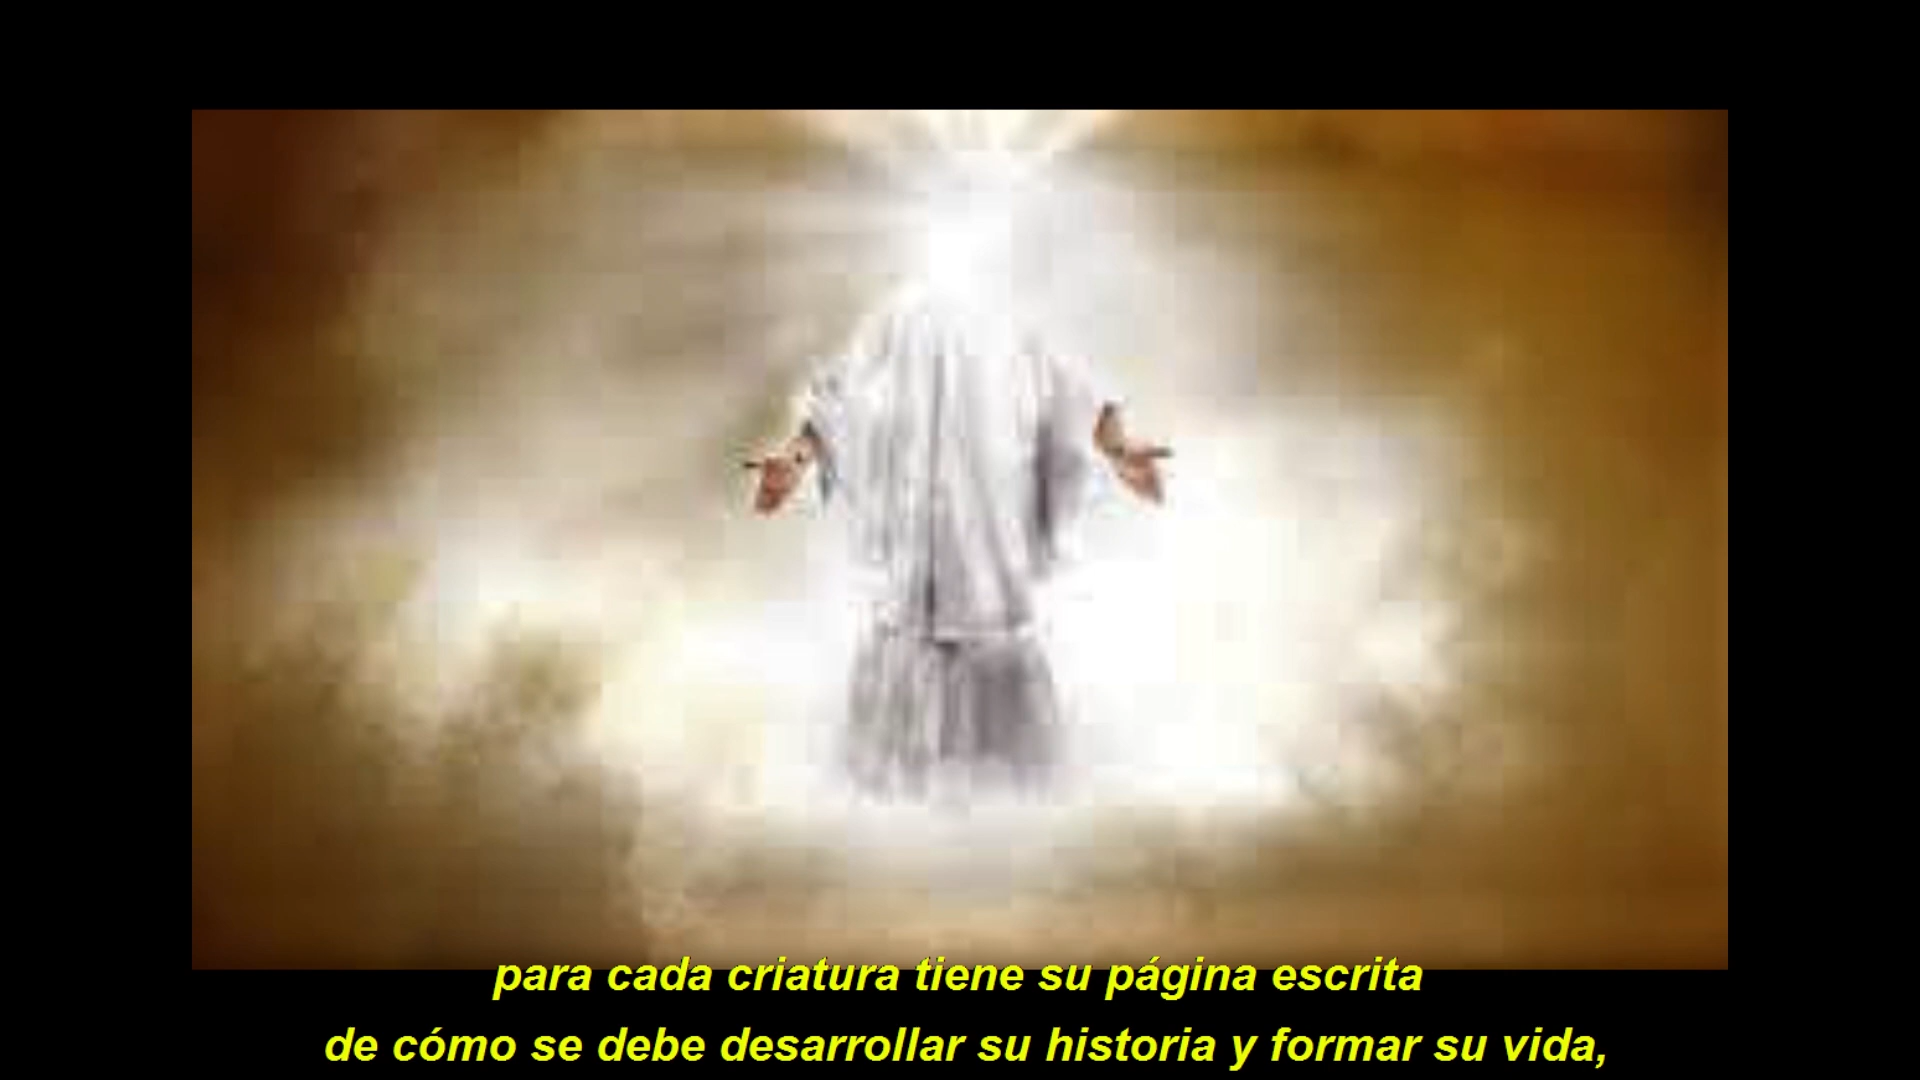 para cada criatura tiene su página escrita
de cómo se debe desarrollar su historia y formar su vida,